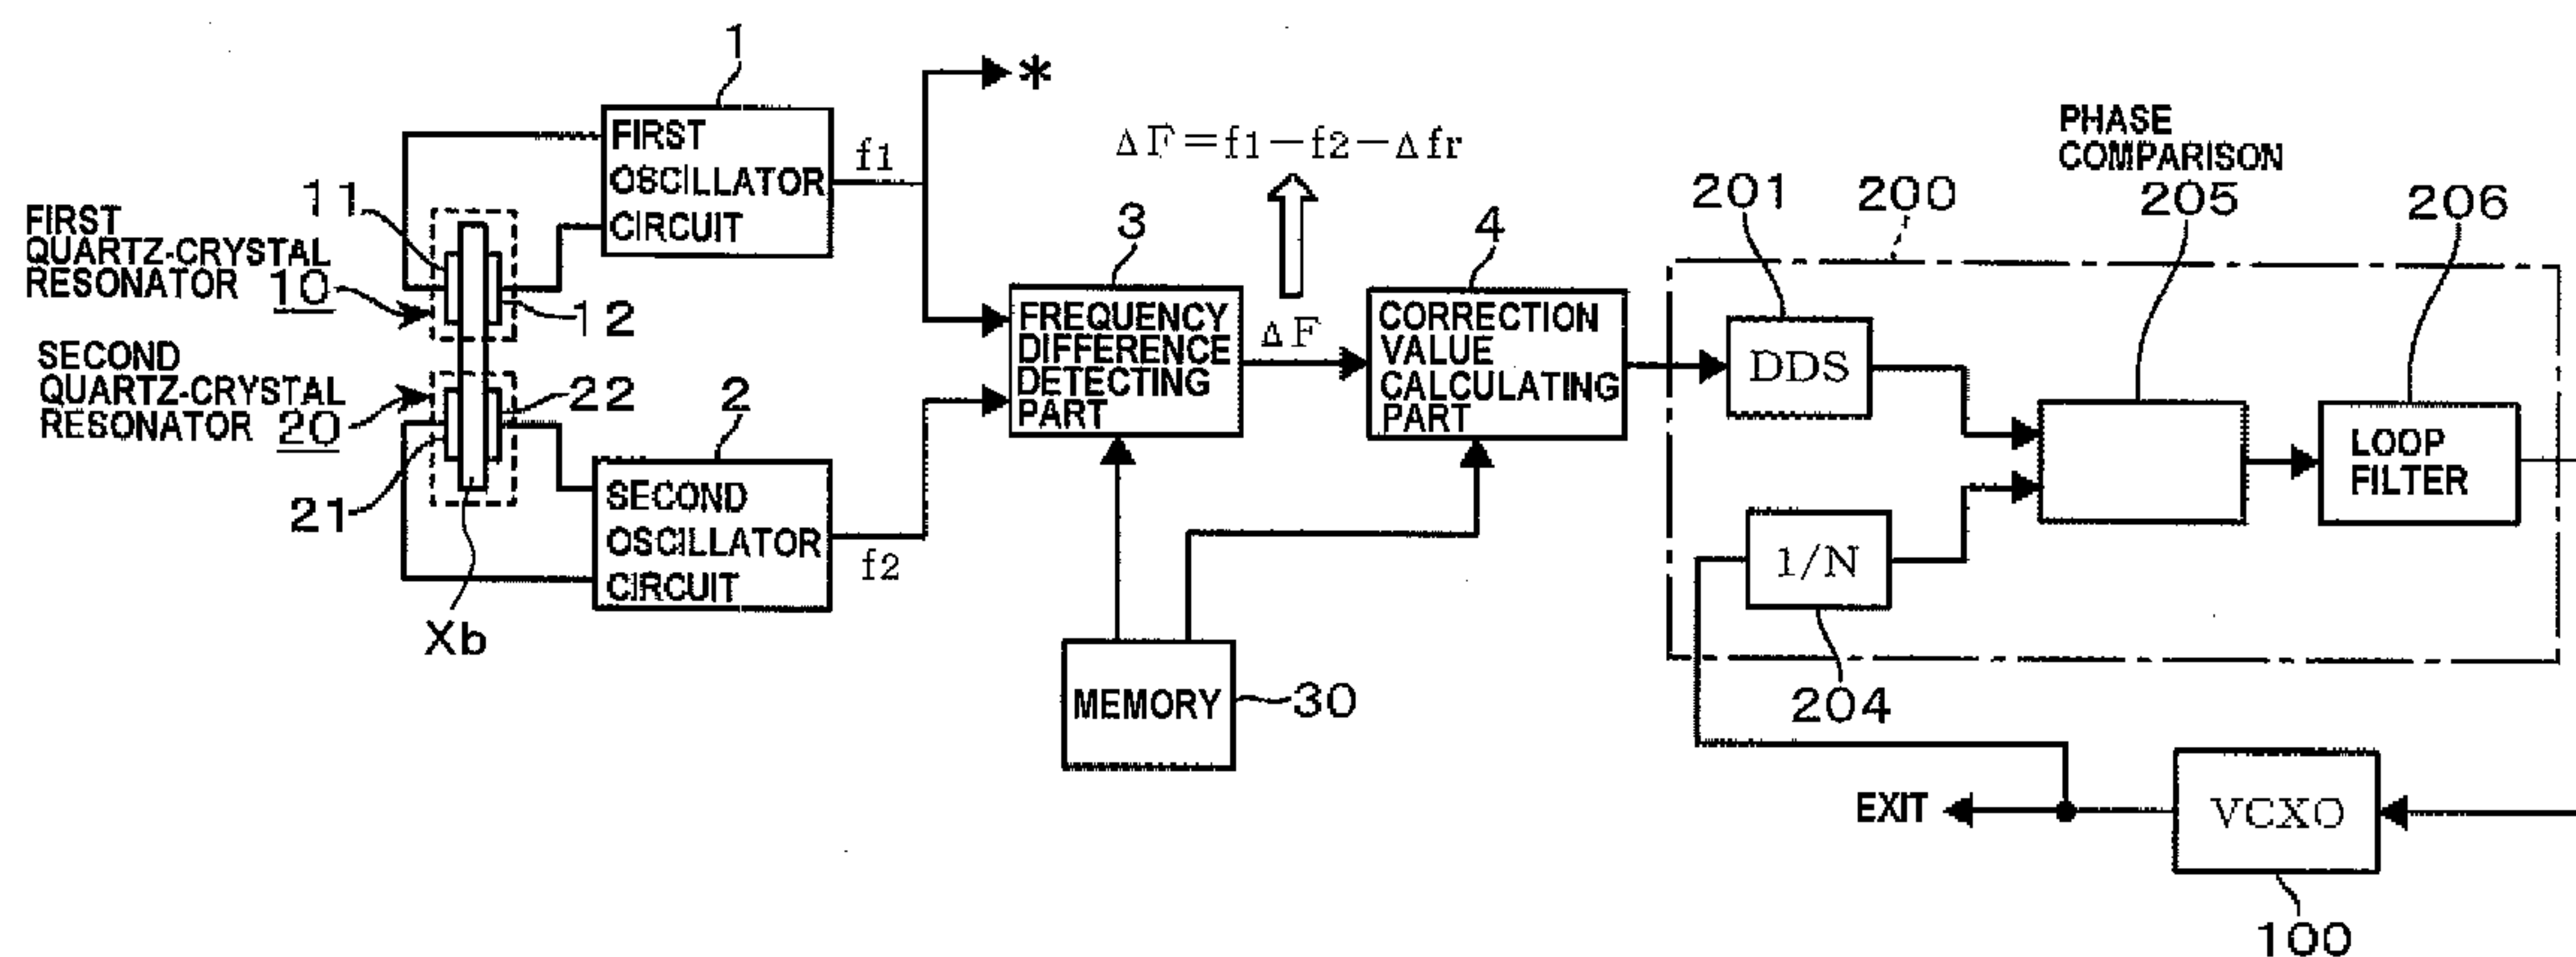 1
FIRST
OSCILLATOR
CIRCUIT
f1
*
11
FIRST
QUARTZ-CRYSTAL
RESONATOR 10
12
SECOND
QUARTZ-CRYSTAL
RESONATOR 20
22
21
Xb
2
SECOND
OSCILLATOR
CIRCUIT
f2
ΔF=f1-f2-Δfr
3
FREQUENCY
DIFFERENCE
DETECTING
PART
ΔF
4
CORRECTION
VALUE
CALCULATING
PART
MEMORY
30
201
200
PHASE
COMPARISON
205
206
DDS
LOOP
FILTER
1/N
204
EXIT
VCXO
100